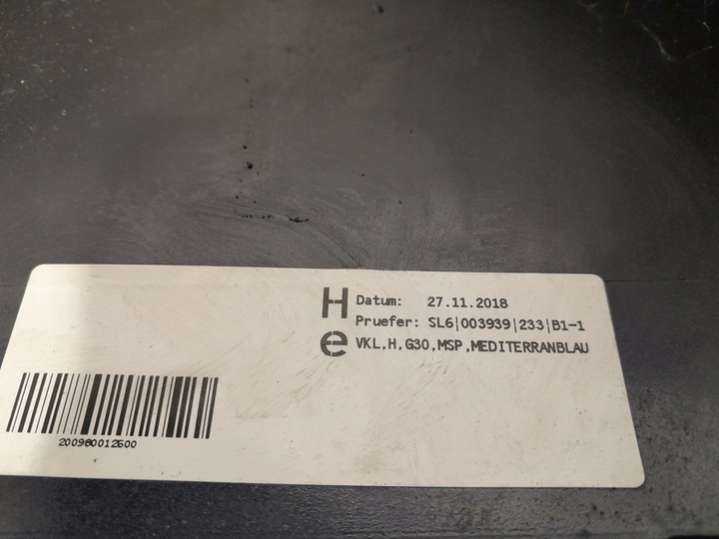 H
Datum: 27.11.2018
Pruefer: SL6|003939|233|B1-1
e
VKL.H.G30.MSP.MEDITERRANBLAU
200980012600